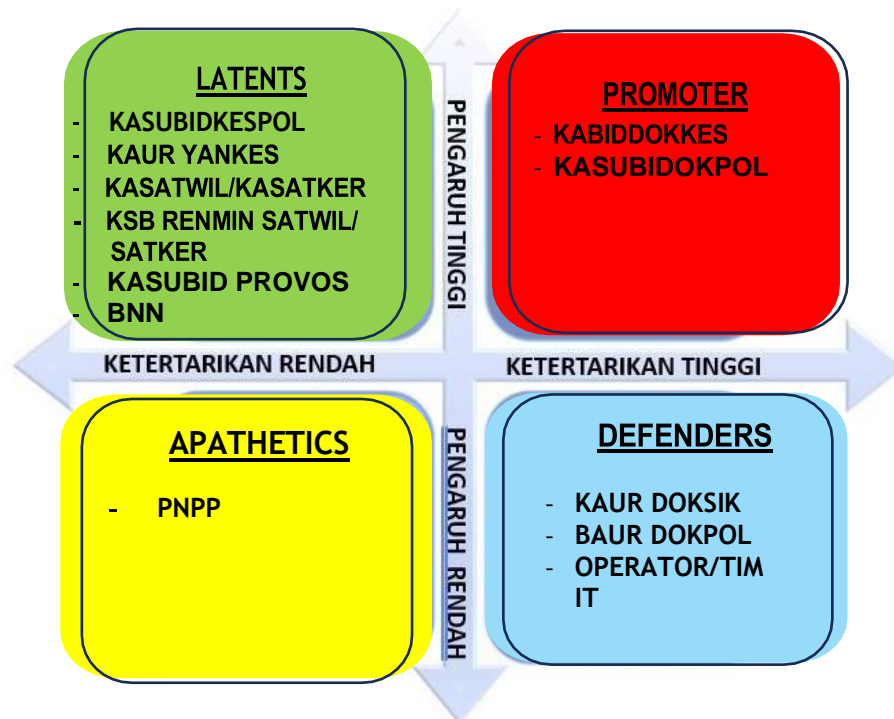 LATENTS
- KASUBIDKESPOL
- KAUR YANKES
- KASATWIL/KASATKER
- KSB RENMIN SATWIL/
SATKER
- KASUBID PROVOS
- BNN
PENGARUH TINGGI
PROMOTER
- KABIDDOKKES
- KASUBIDOKPOL
KETERTARIKAN RENDAH
KETERTARIKAN TINGGI
APATHETICS
- PNPP
PENGARUH RENDAH
DEFENDERS
- KAUR DOKSIK
- BAUR DOKPOL
- OPERATOR/TIM
IT